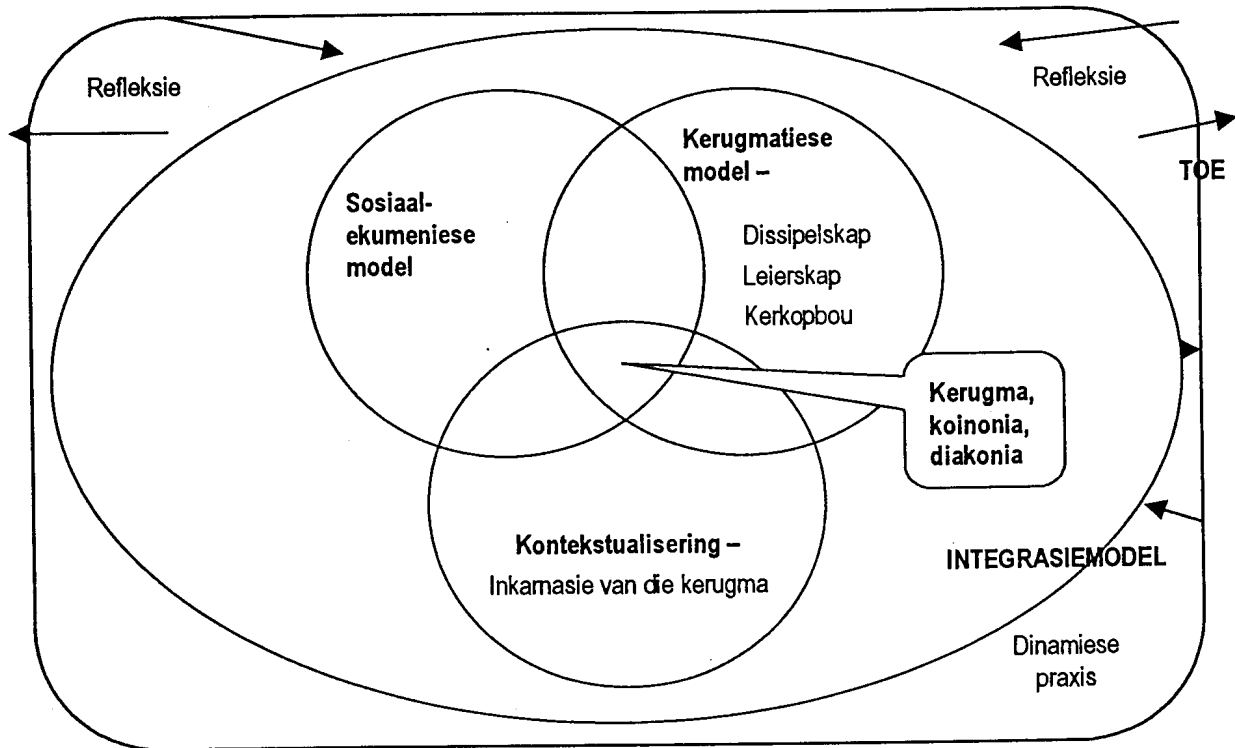 Refleksie
Refleksie
Kerugmatiese
model –
TOE
Sosiaal-
ekumeniese
model
Dissipelskap
Leierskap
Kerkopbou
Kerugma,
koinonia,
diakonia
Kontekstualisering –
Inkarnasie van die kerugma
INTEGRASIEMODEL
Dinamiese
praxis